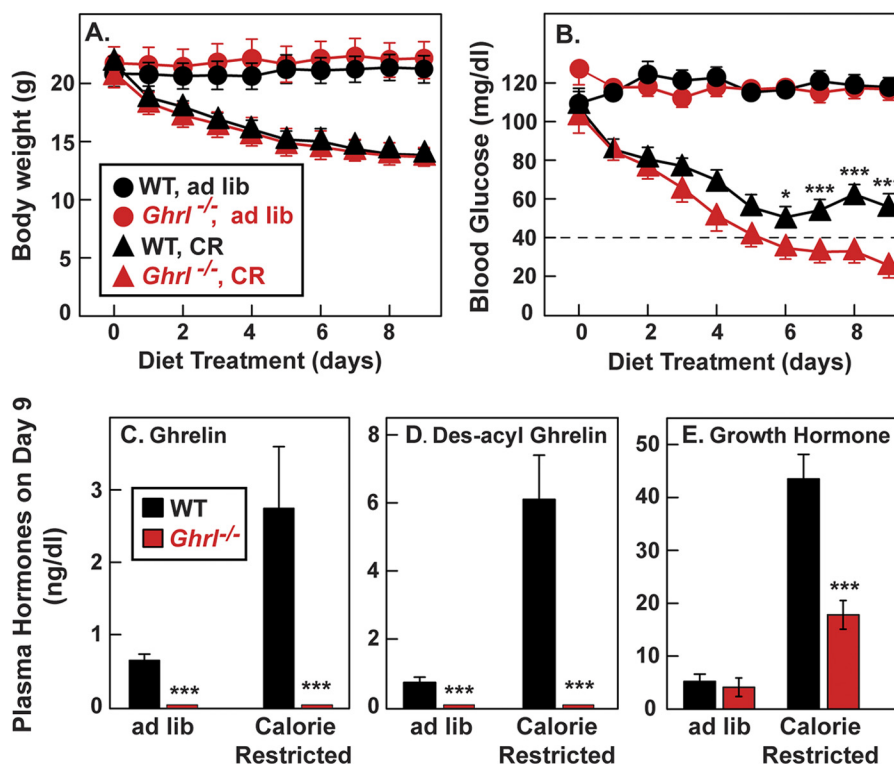 A.
Body weight (g)
20
15
10
5
0
WT, ad lib
Ghrl -/-, ad lib
WT, CR
Ghrl -/-, CR
0 2 4 6 8
Diet Treatment (days)
B.
Blood Glucose (mg/dl)
120
100
80
60
40
20
0
* *** *** ***
0 2 4 6 8
Diet Treatment (days)
Plasma Hormones on Day 9
(ng/dl)
C. Ghrelin
3
2
1
0
WT
Ghrl-/-
*** ***
ad lib Calorie
Restricted
D. Des-acyl Ghrelin
8
6
4
2
0
*** ***
ad lib Calorie
Restricted
E. Growth Hormone
50
40
30
20
10
0
***
ad lib Calorie
Restricted